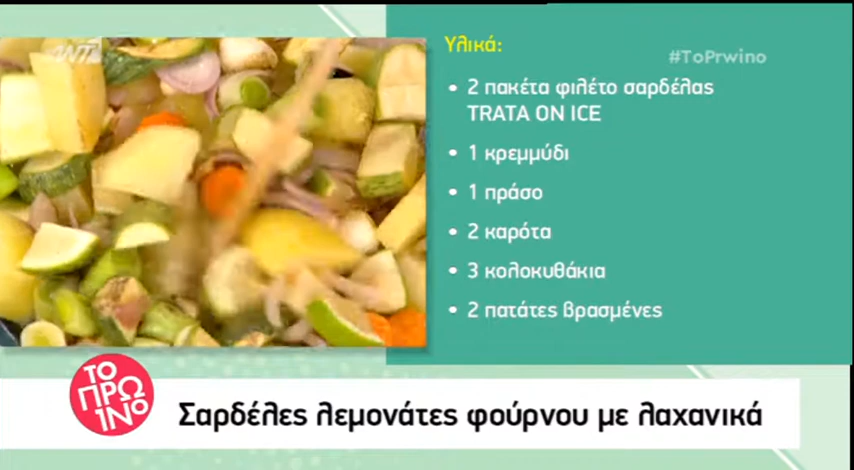 ΑΝΤ1
Υλικά:
#ToPrwino
• 2 πακέτα φιλέτο σαρδέλας
TRATA ON ICE
• 1 κρεμμύδι
• 1 πράσο
• 2 καρότα
• 3 κολοκυθάκια
• 2 πατάτες βρασμένες
ΤΟ
ΠΡΩ
ΙΝΟ
Σαρδέλες λεμονάτες φούρνου με λαχανικά